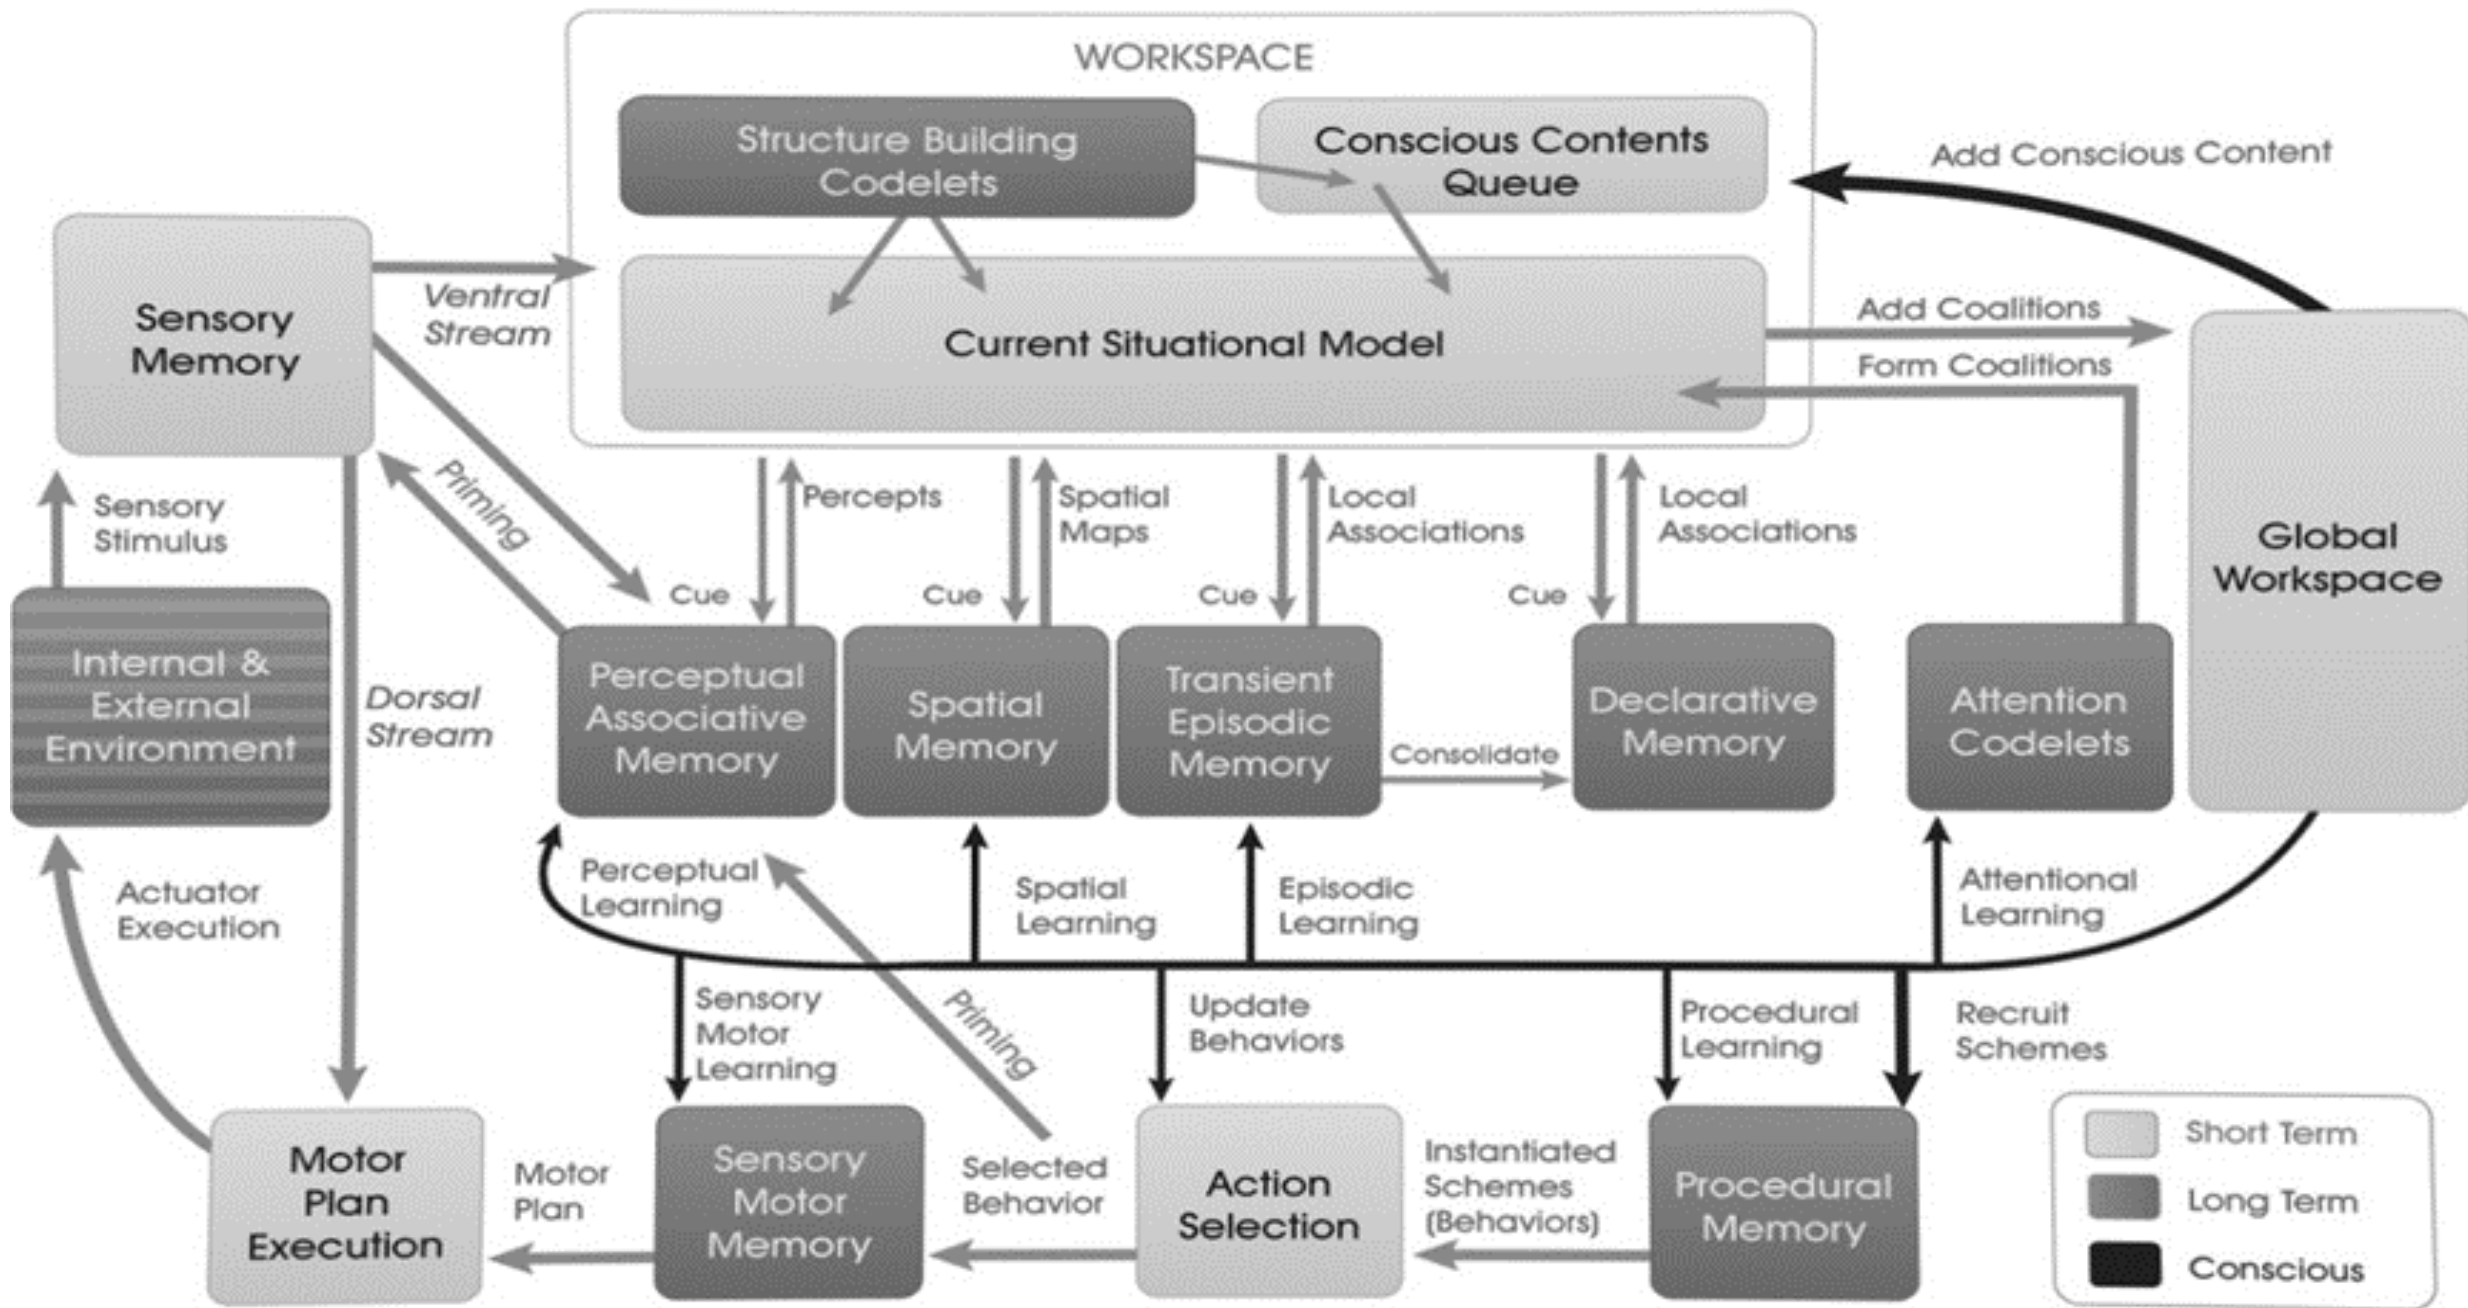 WORKSPACE
Structure Building
Codelets
Conscious Contents
Queue
Add Conscious Content
Sensory
Memory
Ventral
Stream
Current Situational Model
Add Coalitions
Form Coalitions
Priming
Sensory
Stimulus
Percepts
Spatial
Maps
Local
Associations
Local
Associations
Cue
Cue
Cue
Cue
Global
Workspace
Internal &
External
Environment
Dorsal
Stream
Perceptual
Associative
Memory
Spatial
Memory
Transient
Episodic
Memory
Consolidate
Declarative
Memory
Attention
Codelets
Actuator
Execution
Perceptual
Learning
Spatial
Learning
Episodic
Learning
Attentional
Learning
Sensory
Motor
Learning
Priming
Update
Behaviors
Procedural
Learning
Recruit
Schemes
Motor
Plan
Execution
Motor
Plan
Sensory
Motor
Memory
Selected
Behavior
Action
Selection
Instantiated
Schemes
(Behaviors)
Procedural
Memory
Short Term
Long Term
Conscious